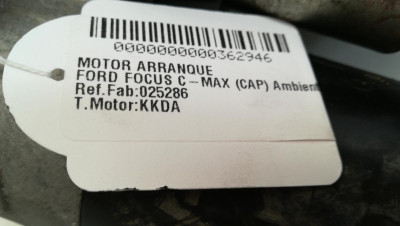 0000000000362946
MOTOR ARRANQUE
FORD FOCUS C-MAX (CAP) Ambient
Ref.Fab:025286
T.Motor:KKDA